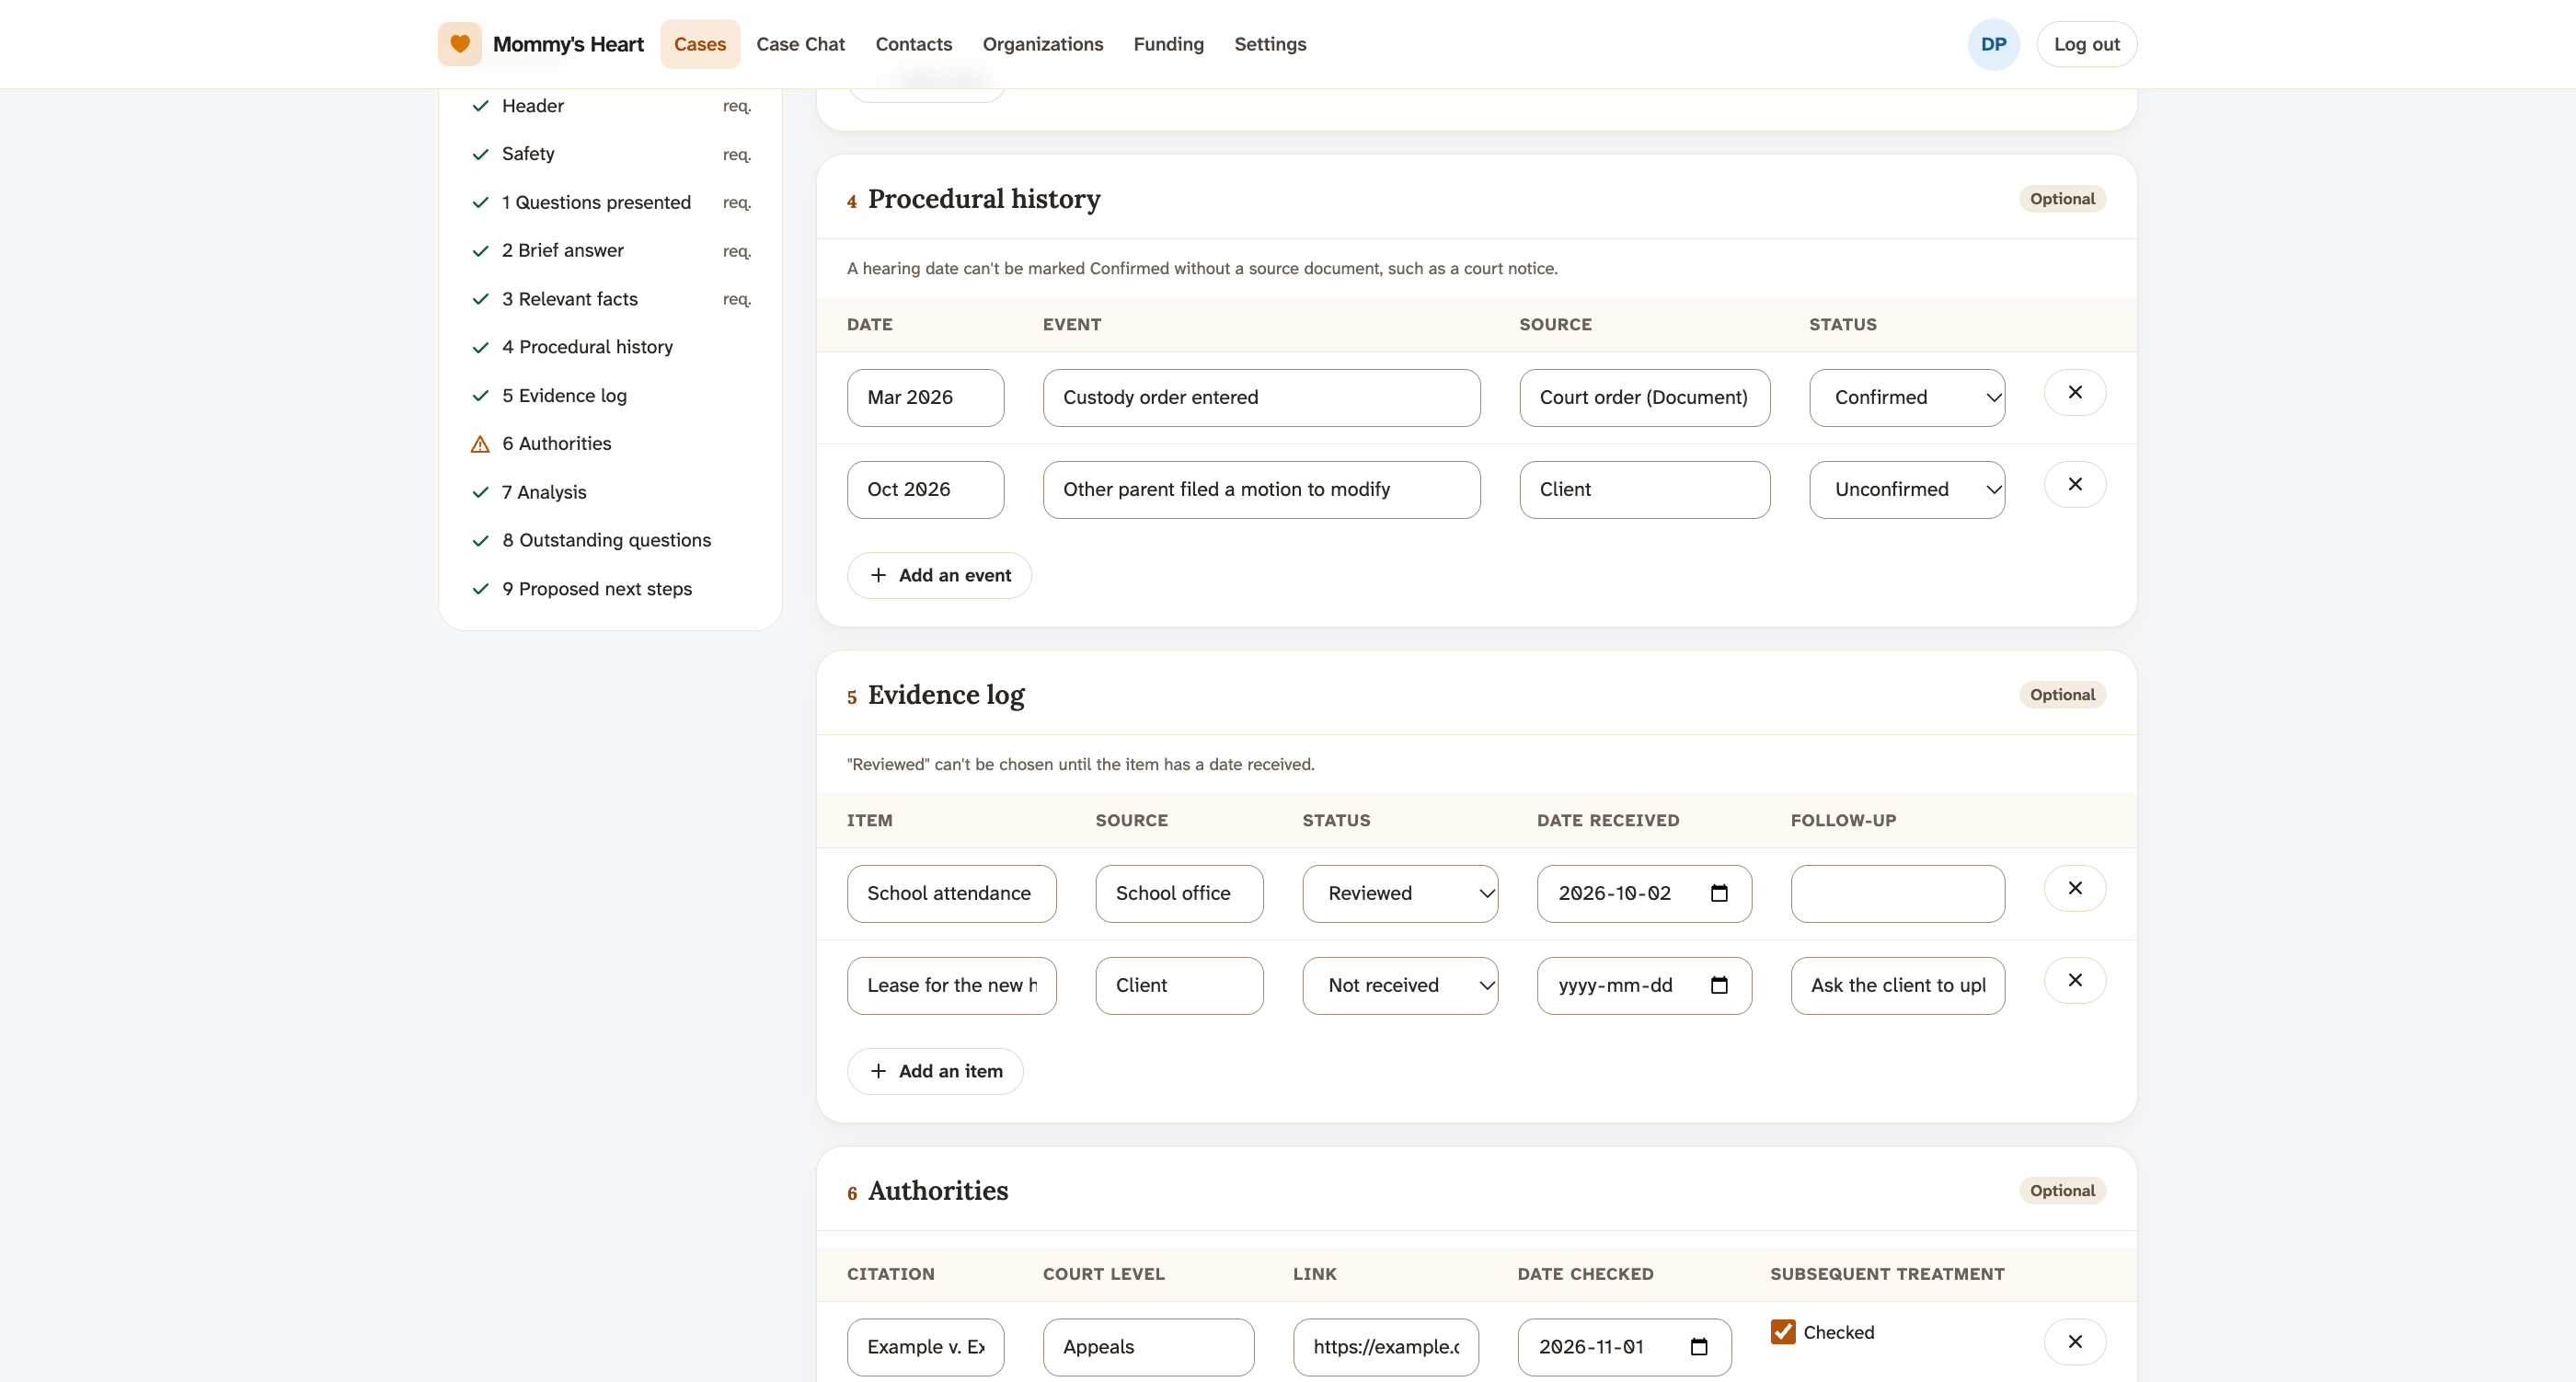 Mommy's Heart Cases Case Chat Contacts Organizations Funding Settings DP Log out
Header req.
Safety req.
1 Questions presented req.
2 Brief answer req.
3 Relevant facts req.
4 Procedural history
5 Evidence log
6 Authorities
7 Analysis
8 Outstanding questions
9 Proposed next steps
4 Procedural history Optional
A hearing date can't be marked Confirmed without a source document, such as a court notice.
DATE EVENT SOURCE STATUS
Mar 2026 Custody order entered Court order (Document) Confirmed
Oct 2026 Other parent filed a motion to modify Client Unconfirmed
+ Add an event
5 Evidence log Optional
"Reviewed" can't be chosen until the item has a date received.
ITEM SOURCE STATUS DATE RECEIVED FOLLOW-UP
School attendance School office Reviewed 2026-10-02
Lease for the new h Client Not received yyyy-mm-dd Ask the client to upl
+ Add an item
6 Authorities Optional
CITATION COURT LEVEL LINK DATE CHECKED SUBSEQUENT TREATMENT
Example v. Ex Appeals https://example.c 2026-11-01 Checked